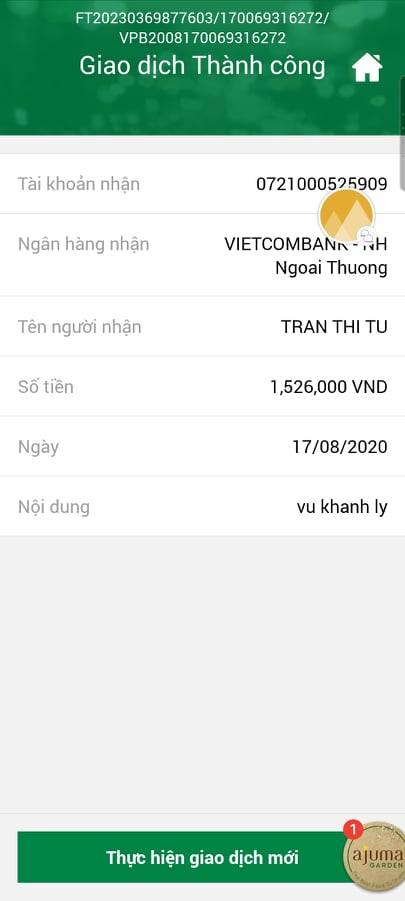 FT20230369877603/170069316272/
VPB2008170069316272
Giao dịch Thành công
Tài khoản nhận 0721000525909
Ngân hàng nhận VIETCOMBANK - NH
Ngoai Thuong
Tên người nhận TRAN THI TU
Số tiền 1,526,000 VND
Ngày 17/08/2020
Nội dung vu khanh ly
Thực hiện giao dịch mới
1
ajuma
GARDEN